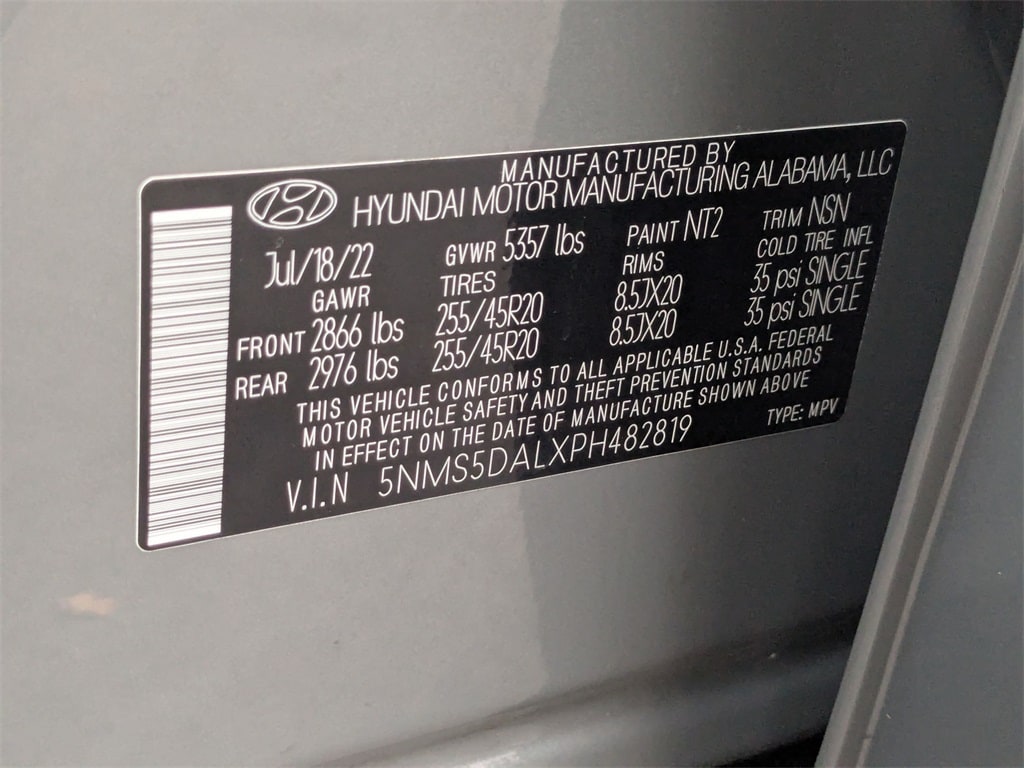 MANUFACTURED BY
HYUNDAI MOTOR MANUFACTURING ALABAMA, LLC
Jul/18/22 GVWR 5357 lbs PAINT NT2 TRIM NSN
GAWR TIRES RIMS COLD TIRE INFL
FRONT 2866 lbs 255/45R20 8.5JX20 35 psi SINGLE
REAR 2976 lbs 255/45R20 8.5JX20 35 psi SINGLE
THIS VEHICLE CONFORMS TO ALL APPLICABLE U.S.A. FEDERAL
MOTOR VEHICLE SAFETY AND THEFT PREVENTION STANDARDS
IN EFFECT ON THE DATE OF MANUFACTURE SHOWN ABOVE
V.I.N 5NMS5DALXPH482819 TYPE: MPV